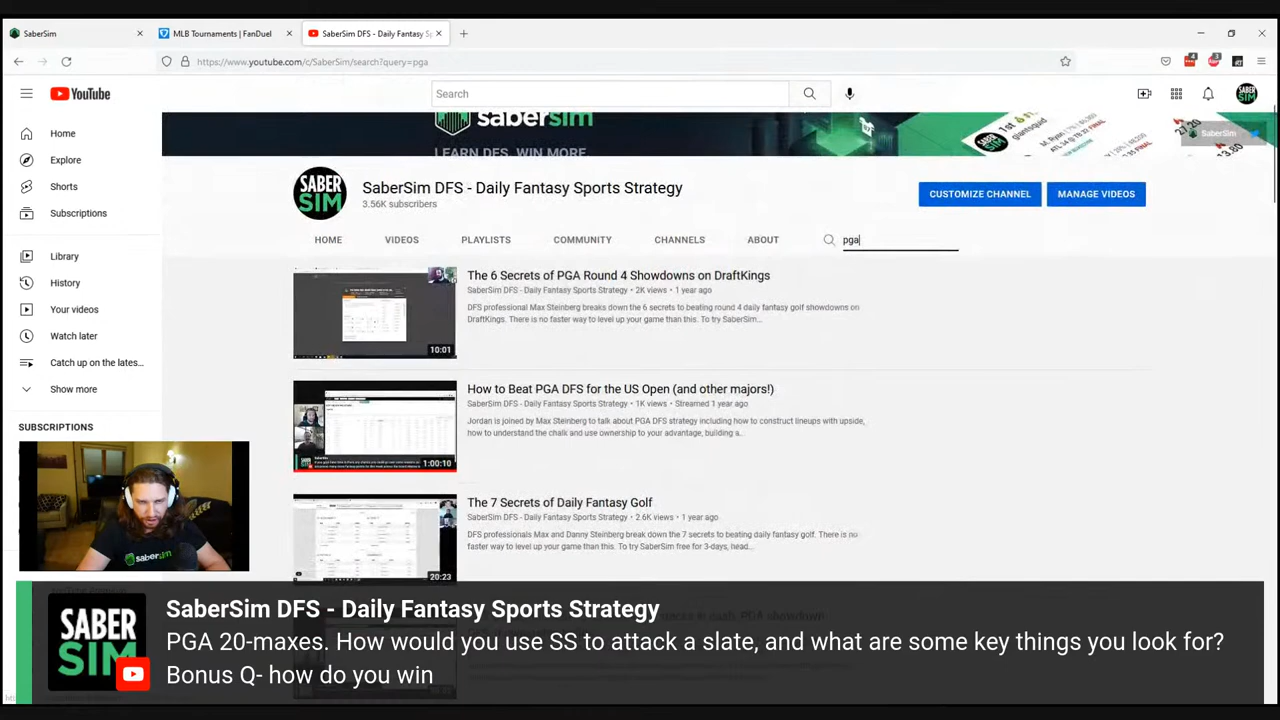 SaberSim
MLB Tournaments | FanDuel
SaberSim DFS - Daily Fantasy Sp
https://www.youtube.com/c/SaberSim/search?query=pga
YouTube
Search
SABER SIM
sabersim
LEARN DFS, WIN MORE.
SaberSim
SABER
SIM
SaberSim DFS - Daily Fantasy Sports Strategy
3.56K subscribers
CUSTOMIZE CHANNEL
MANAGE VIDEOS
HOME VIDEOS PLAYLISTS COMMUNITY CHANNELS ABOUT pga
Home
Explore
Shorts
Subscriptions
Library
History
Your videos
Watch later
Catch up on the lates...
Show more
SUBSCRIPTIONS
The 6 Secrets of PGA Round 4 Showdowns on DraftKings
SaberSim DFS - Daily Fantasy Sports Strategy • 2K views • 1 year ago
DFS professional Max Steinberg breaks down the 6 secrets to beating round 4 daily fantasy golf showdowns on
DraftKings. There is no faster way to level up your game than this. To try SaberSim...
10:01
How to Beat PGA DFS for the US Open (and other majors!)
SaberSim DFS - Daily Fantasy Sports Strategy • 1K views • Streamed 1 year ago
Jordan is joined by Max Steinberg to talk about PGA DFS strategy including how to construct lineups with upside,
how to understand the chalk and use ownership to your advantage, building a..
1:00:10
The 7 Secrets of Daily Fantasy Golf
SaberSim DFS - Daily Fantasy Sports Strategy • 2.6K views • 1 year ago
DFS professionals Max and Danny Steinberg break down the 7 secrets to beating daily fantasy golf. There is no
faster way to level up your game than this. To try SaberSim free for 3-days, head...
20:23
sabersim
SABER
SIM
SaberSim DFS - Daily Fantasy Sports Strategy
PGA 20-maxes. How would you use SS to attack a slate, and what are some key things you look for?
Bonus Q- how do you win